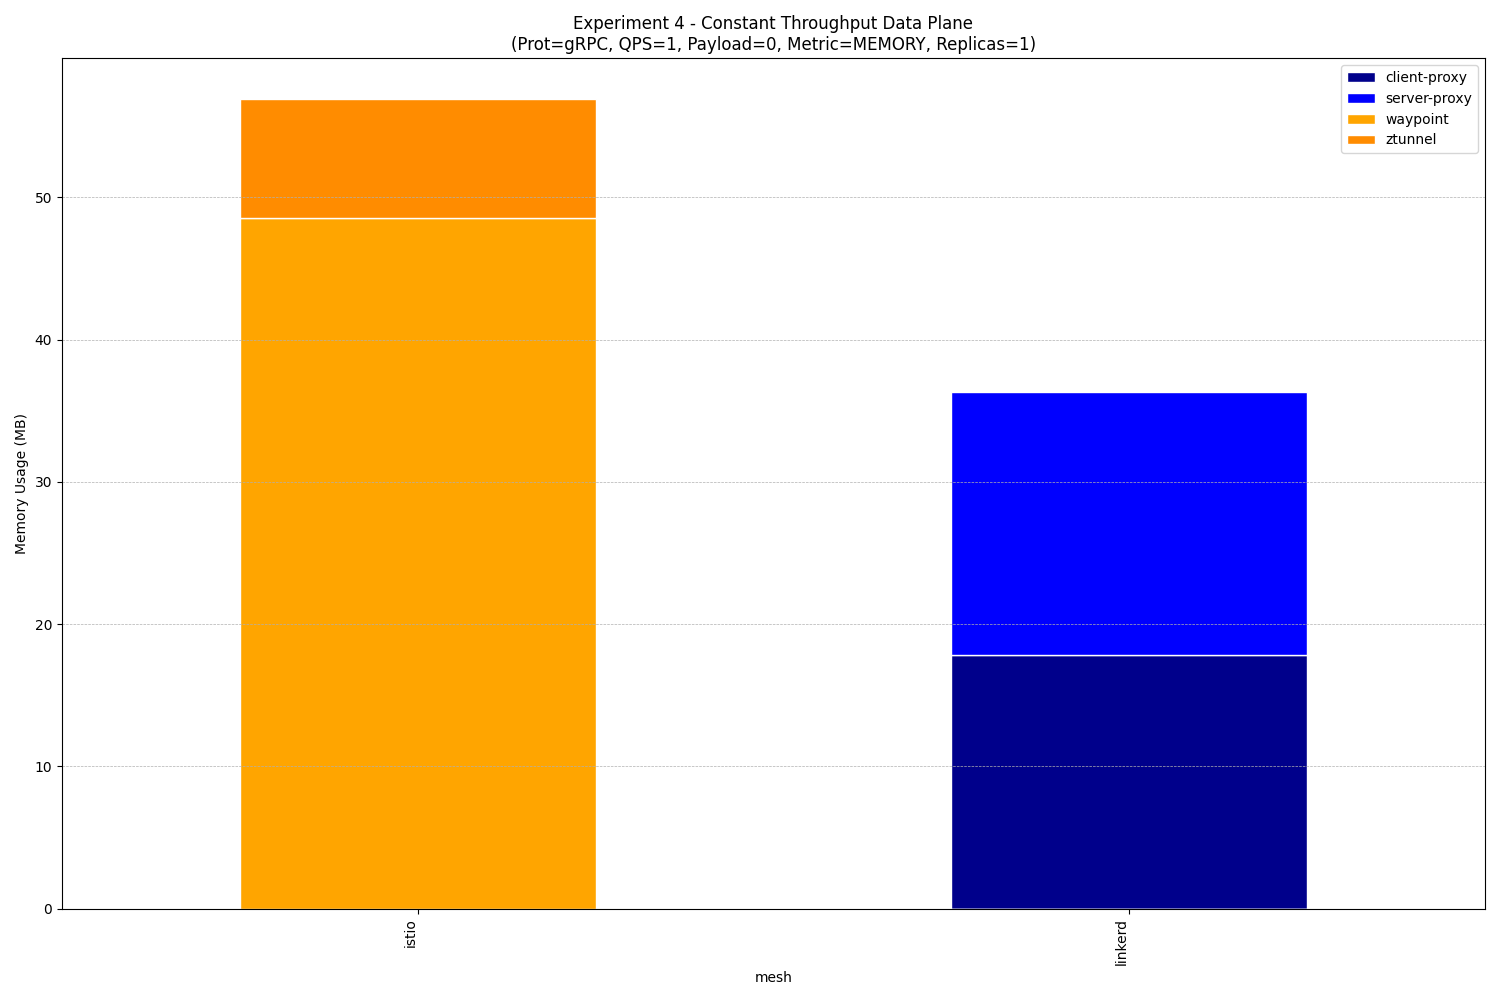 Experiment 4 - Constant Throughput Data Plane
(Prot=gRPC, QPS=1, Payload=0, Metric=MEMORY, Replicas=1)
client-proxy
server-proxy
waypoint
ztunnel
50
40
30
20
10
0
Memory Usage (MB)
istio
linkerd
mesh